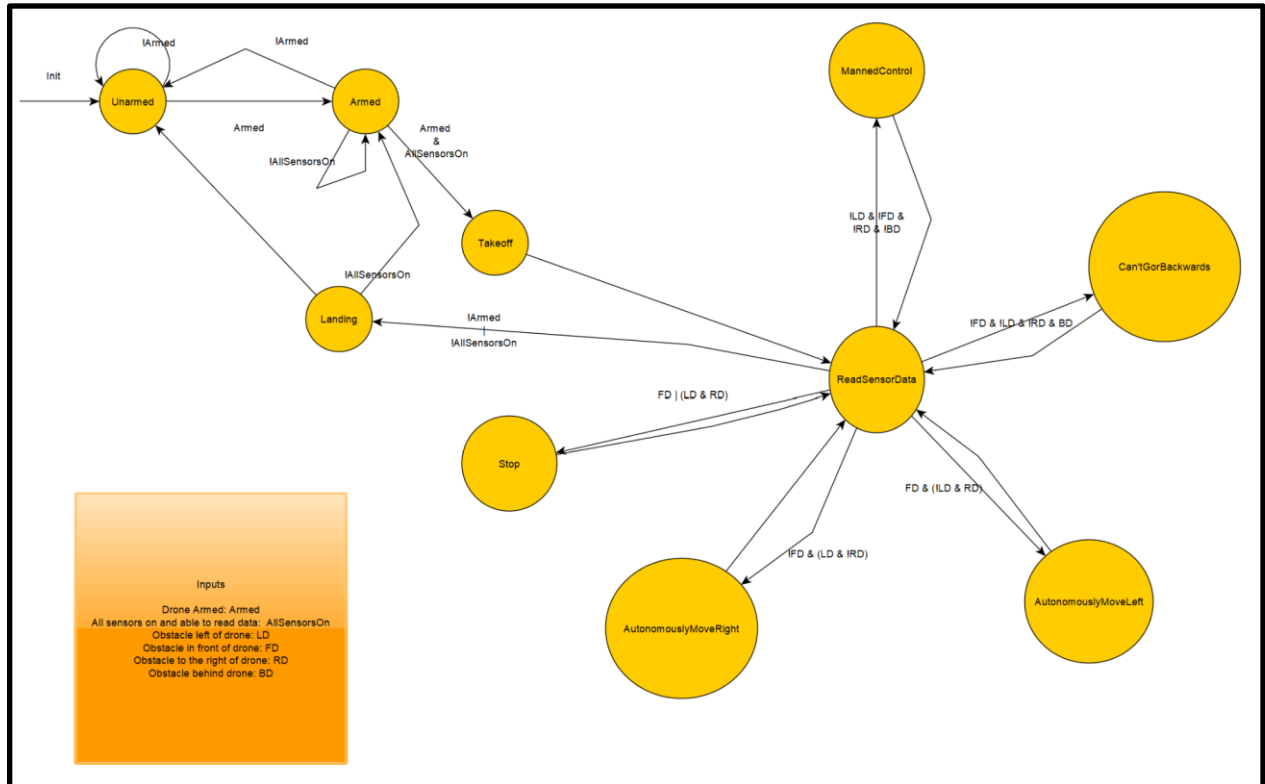 !Armed
!Armed
Init
Unarmed
Armed
MannedControl
Armed
Armed
&
AllSensorsOn
!AllSensorsOn
!LD & !FD &
!RD & !BD
Takeoff
Can'tGorBackwards
!AllSensorsOn
Landing
!Armed
|
!AllSensorsOn
!FD & !LD & !RD & BD
ReadSensorData
FD | (LD & RD)
Stop
FD & (!LD & RD)
!FD & (LD & !RD)
AutonomouslyMoveRight
AutonomouslyMoveLeft
Inputs
Drone Armed: Armed
All sensors on and able to read data: AllSensorsOn
Obstacle left of drone: LD
Obstacle in front of drone: FD
Obstacle to the right of drone: RD
Obstacle behind drone: BD